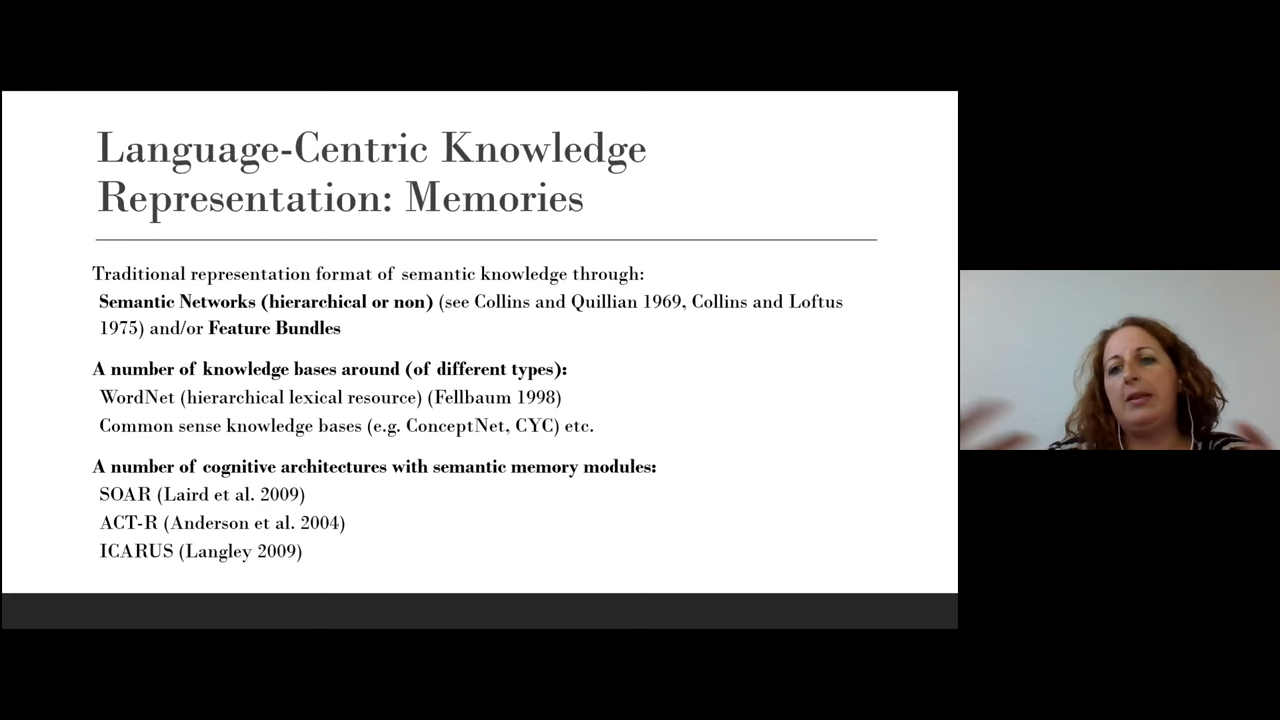 Language-Centric Knowledge
Representation: Memories
Traditional representation format of semantic knowledge through:
Semantic Networks (hierarchical or non) (see Collins and Quillian 1969, Collins and Loftus
1975) and/or Feature Bundles
A number of knowledge bases around (of different types):
WordNet (hierarchical lexical resource) (Fellbaum 1998)
Common sense knowledge bases (e.g. ConceptNet, CYC) etc.
A number of cognitive architectures with semantic memory modules:
SOAR (Laird et al. 2009)
ACT-R (Anderson et al. 2004)
ICARUS (Langley 2009)